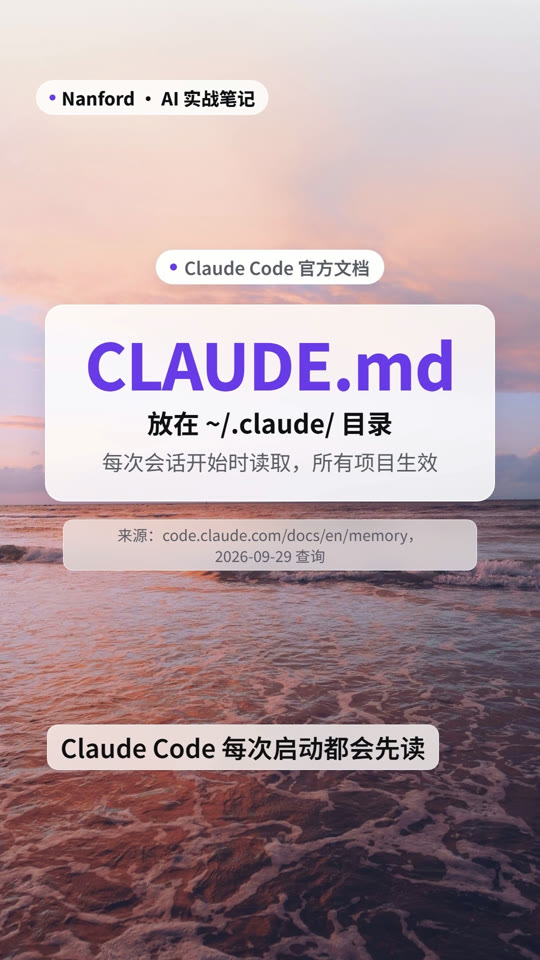 Nanford · AI 实战笔记
Claude Code 官方文档
CLAUDE.md
放在 ~/.claude/ 目录
每次会话开始时读取，所有项目生效
来源：code.claude.com/docs/en/memory，
2026-09-29 查询
Claude Code 每次启动都会先读